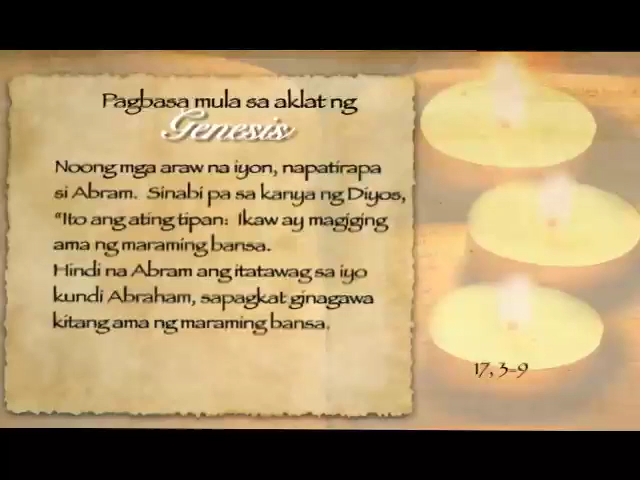 Pagbasa mula sa aklat ng
Genesis
Noong mga araw na iyon, napatirapa
si Abram. Sinabi pa sa kanya ng Diyos,
“Ito ang ating tipan: Ikaw ay magiging
ama ng maraming bansa.
Hindi na Abram ang itatawag sa iyo
kundi Abraham, sapagkat ginagawa
kitang ama ng maraming bansa.
17, 3-9